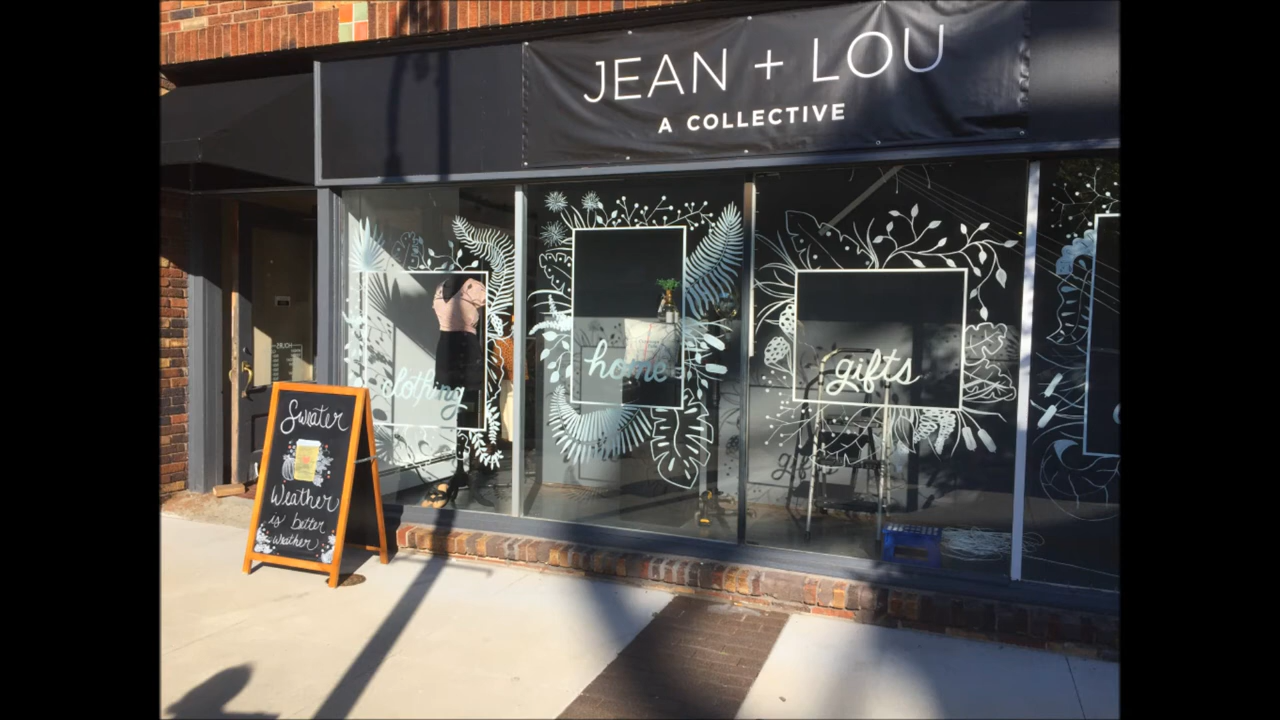 JEAN + LOU
A COLLECTIVE
clothing
home
gifts
Sweater
Weather
is better
weather